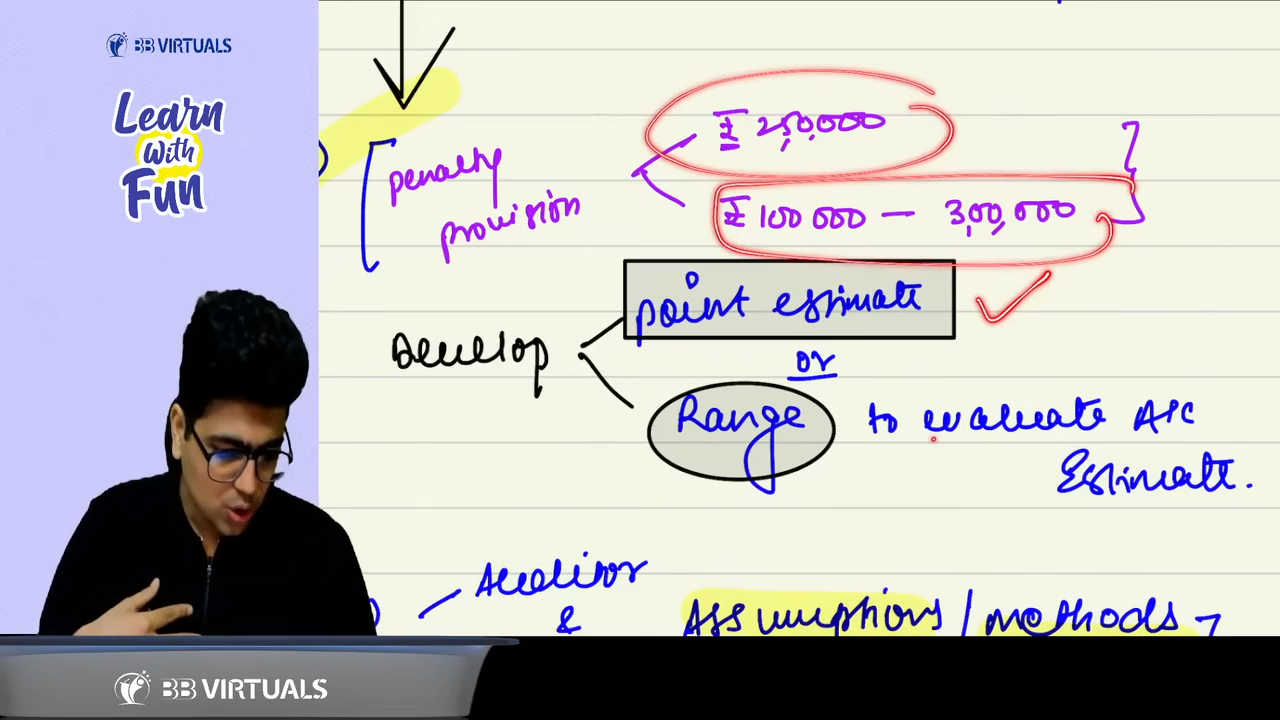 BB VIRTUALS
Learn
With
Fun
₹ 2,50,000
penalty
provision
₹ 100 000 — 3,00,000
Develop
point estimate
or
Range
to evaluate A/c
Estimate.
Auditor
&
Assumptions / methods
BB VIRTUALS